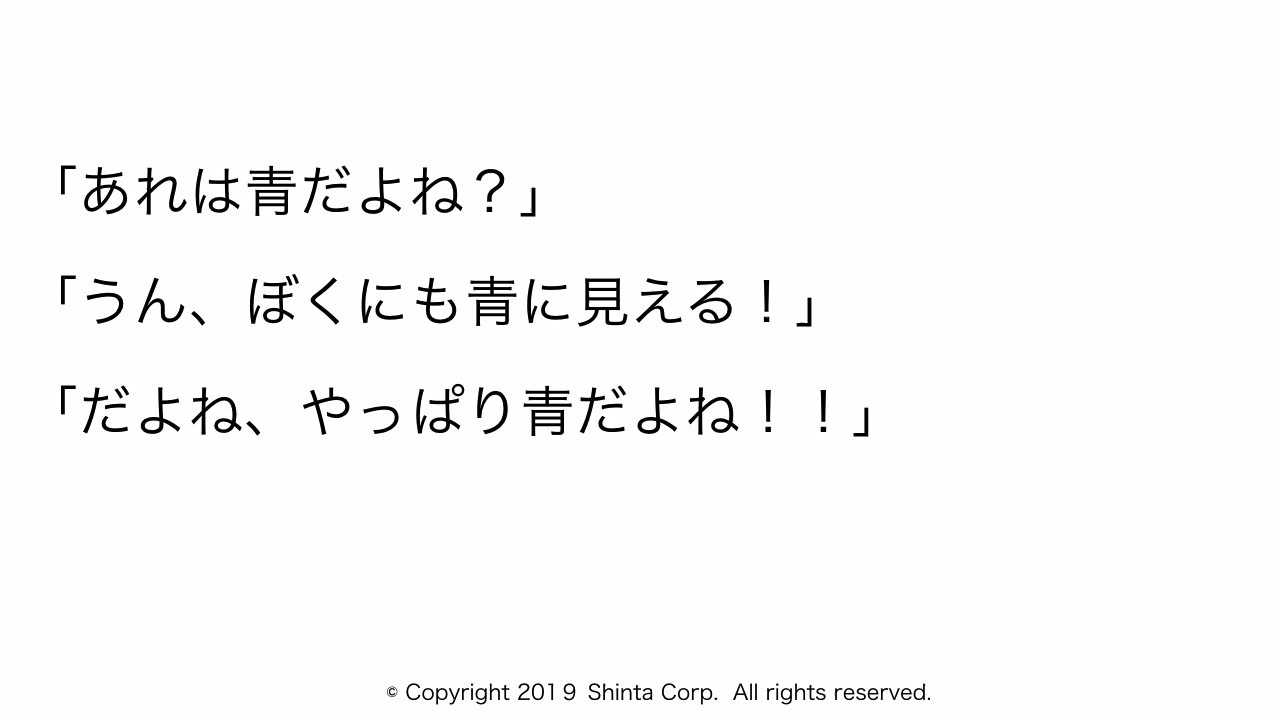 「あれは青だよね？」
「うん、ぼくにも青に見える！」
「だよね、やっぱり青だよね！！」
© Copyright 201９ Shinta Corp.  All rights reserved.